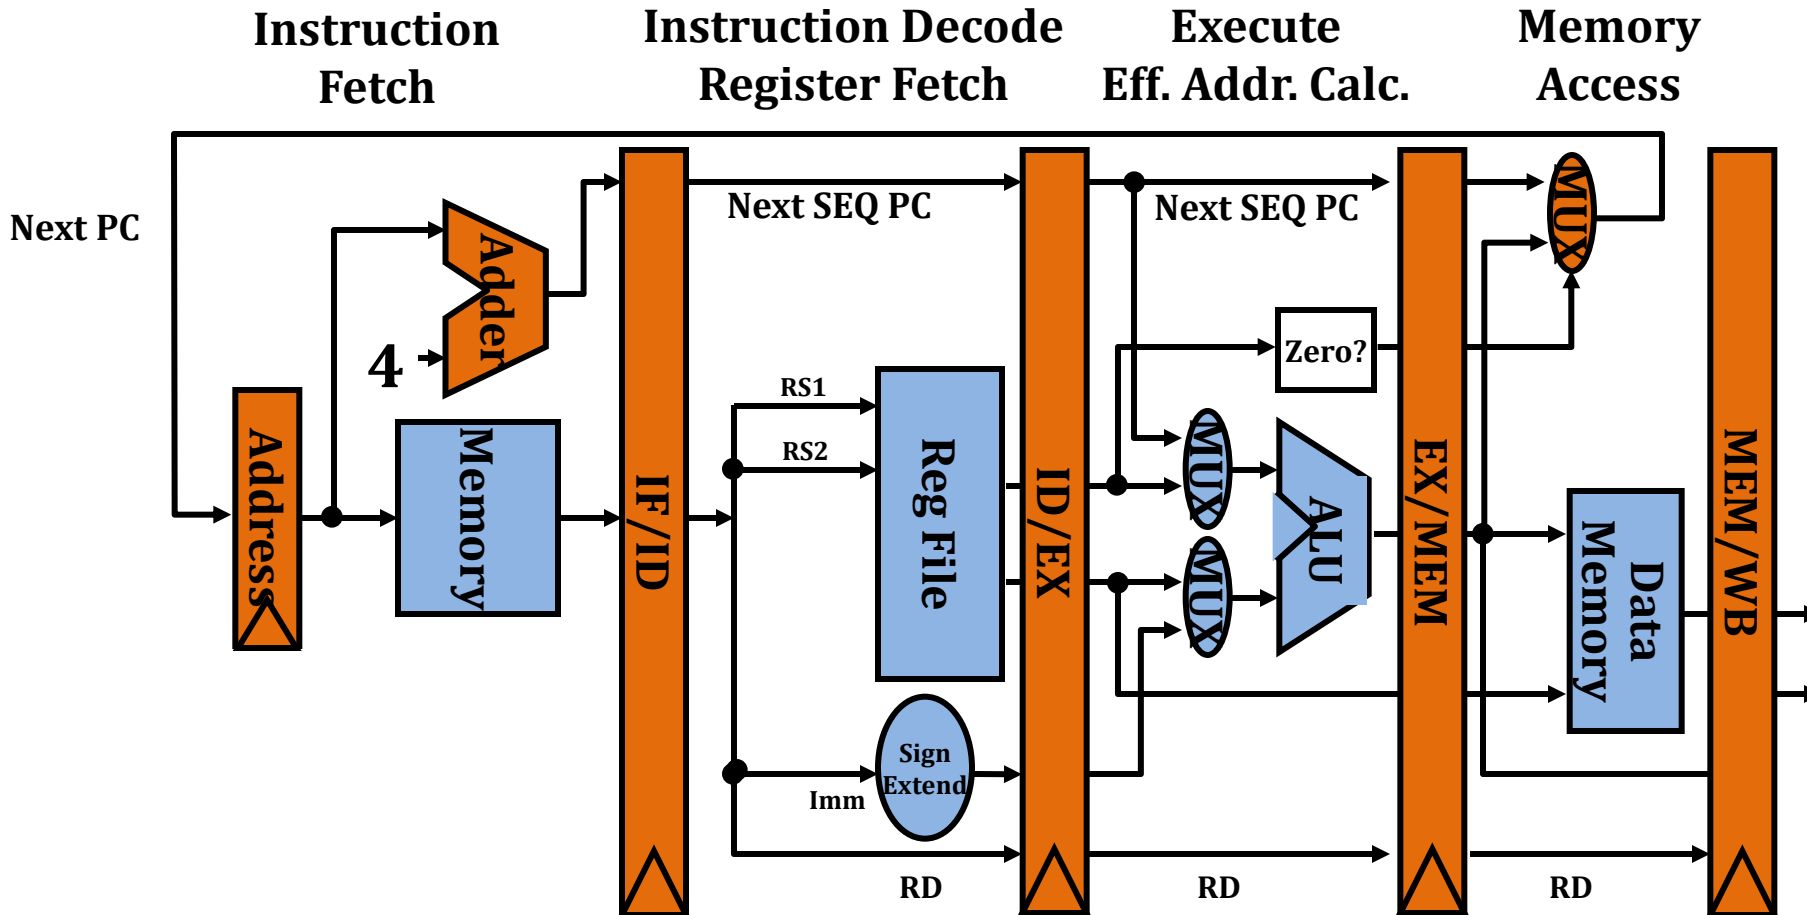 Instruction
Fetch
Instruction Decode
Register Fetch
Execute
Eff. Addr. Calc.
Memory
Access
Next PC
Next SEQ PC
Next SEQ PC
MUX
Adder
4
Zero?
RS1
RS2
Address
Memory
IF/ID
Reg File
ID/EX
MUX
MUX
ALU
EX/MEM
Data
Memory
MEM/WB
Sign
Extend
Imm
RD
RD
RD